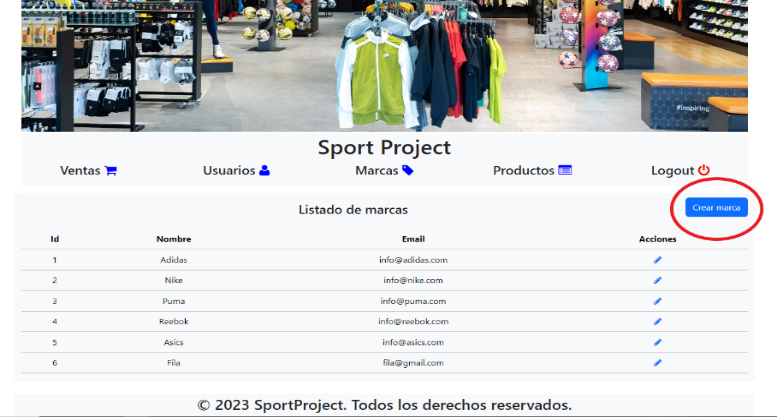 #inspiring
Sport Project
Ventas Usuarios Marcas Productos Logout
Listado de marcas
Crear marca
Id Nombre Email Acciones
1 Adidas info@adidas.com
2 Nike info@nike.com
3 Puma info@puma.com
4 Reebok info@reebok.com
5 Asics info@asics.com
6 Fila fila@gmail.com
© 2023 SportProject. Todos los derechos reservados.